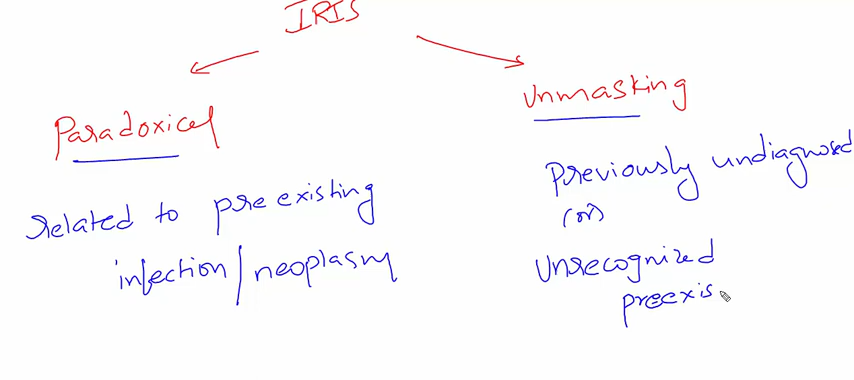 IRIS
Paradoxical
Unmasking
related to preexisting
infection/neoplasm
Previously undiagnosed
(or)
Unrecognized
preexis